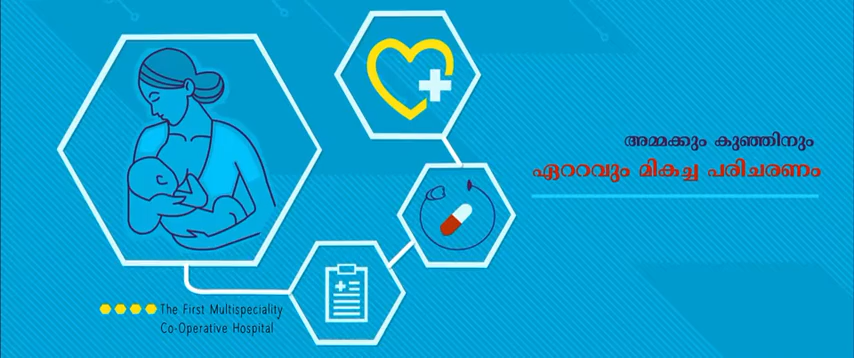 അമ്മക്കും കുഞ്ഞിനും
ഏററവും മികച്ച പരിചരണം
The First Multispeciality
Co-Operative Hospital